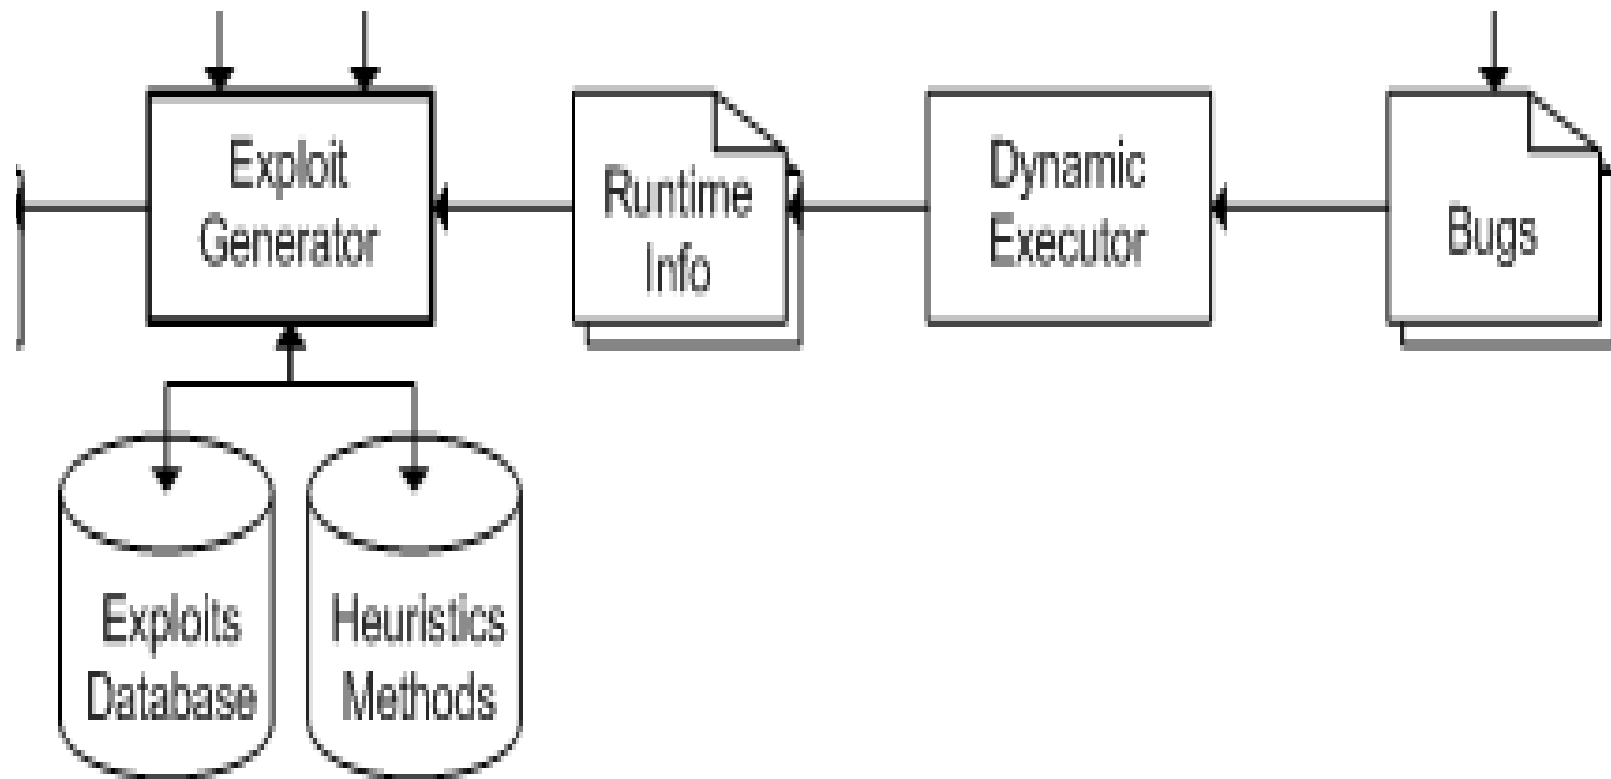 Exploit
Generator
Runtime
Info
Dynamic
Executor
Bugs
Exploits
Database
Heuristics
Methods